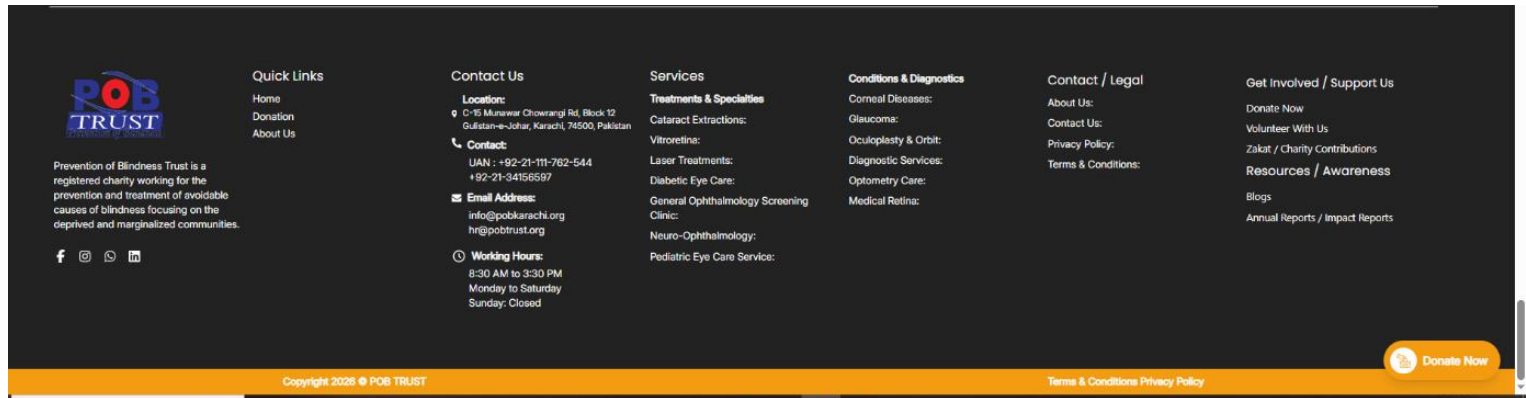 POB
TRUST
Prevention of Blindness Trust is a
registered charity working for the
prevention and treatment of avoidable
causes of blindness focusing on the
deprived and marginalized communities.
Quick Links
Home
Donation
About Us
Contact Us
Location:
C-15 Munawar Chowrangi Rd, Block 12
Gulistan-e-Johar, Karachi, 74500, Pakistan
Contact:
UAN : +92-21-111-762-544
+92-21-34156597
Email Address:
info@pobkarachi.org
hr@pobtrust.org
Working Hours:
8:30 AM to 3:30 PM
Monday to Saturday
Sunday: Closed
Services
Treatments & Specialties
Cataract Extractions:
Vitroretina:
Laser Treatments:
Diabetic Eye Care:
General Ophthalmology Screening
Clinic:
Neuro-Ophthalmology:
Pediatric Eye Care Service:
Conditions & Diagnostics
Corneal Diseases:
Glaucoma:
Oculoplasty & Orbit:
Diagnostic Services:
Optometry Care:
Medical Retina:
Contact / Legal
About Us:
Contact Us:
Privacy Policy:
Terms & Conditions:
Get Involved / Support Us
Donate Now
Volunteer With Us
Zakat / Charity Contributions
Resources / Awareness
Blogs
Annual Reports / Impact Reports
Donate Now
Copyright 2026 © POB TRUST
Terms & Conditions Privacy Policy